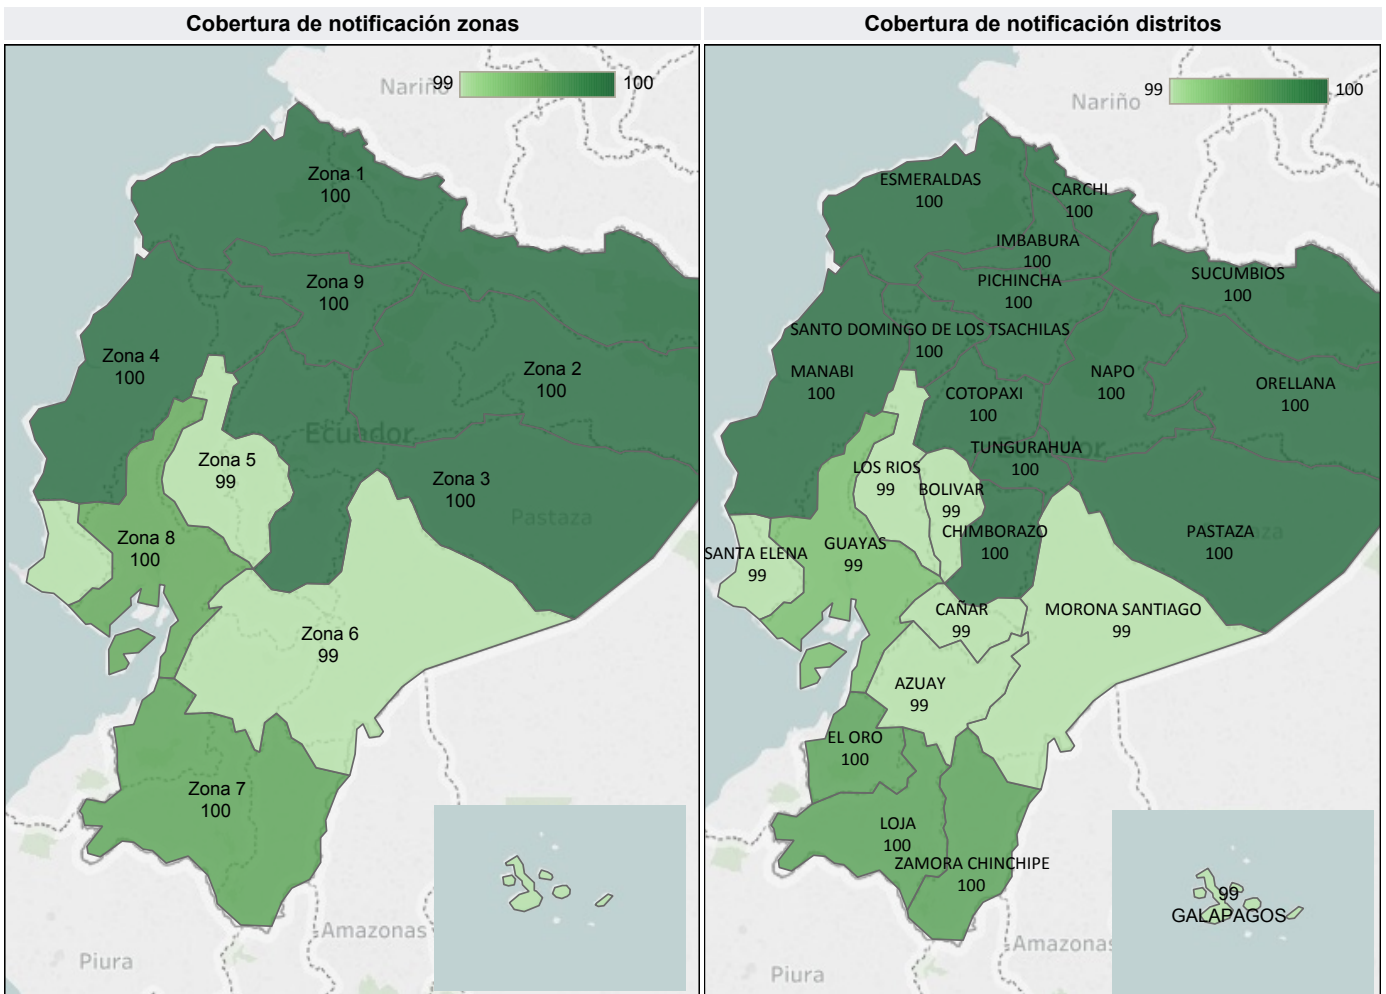 Cobertura de notificación zonas
99
100
Nariño
Zona 1
100
Zona 9
100
Zona 4
100
Zona 2
100
Ecuador
Zona 5
99
Zona 3
100
Pastaza
Zona 8
100
Zona 6
99
Zona 7
100
Amazonas
Piura
Cobertura de notificación distritos
99
100
Nariño
ESMERALDAS
100
CARCHI
100
IMBABURA
100
PICHINCHA
100
SUCUMBIOS
100
SANTO DOMINGO DE LOS TSACHILAS
100
MANABI
100
NAPO
100
ORELLANA
100
COTOPAXI
100
TUNGURAHUA
100
LOS RIOS
99
BOLIVAR
99
CHIMBORAZO
100
PASTAZA
100
SANTA ELENA
99
GUAYAS
99
CAÑAR
99
MORONA SANTIAGO
99
AZUAY
99
EL ORO
100
LOJA
100
ZAMORA CHINCHIPE
100
99
GALAPAGOS
Amazonas
Piura